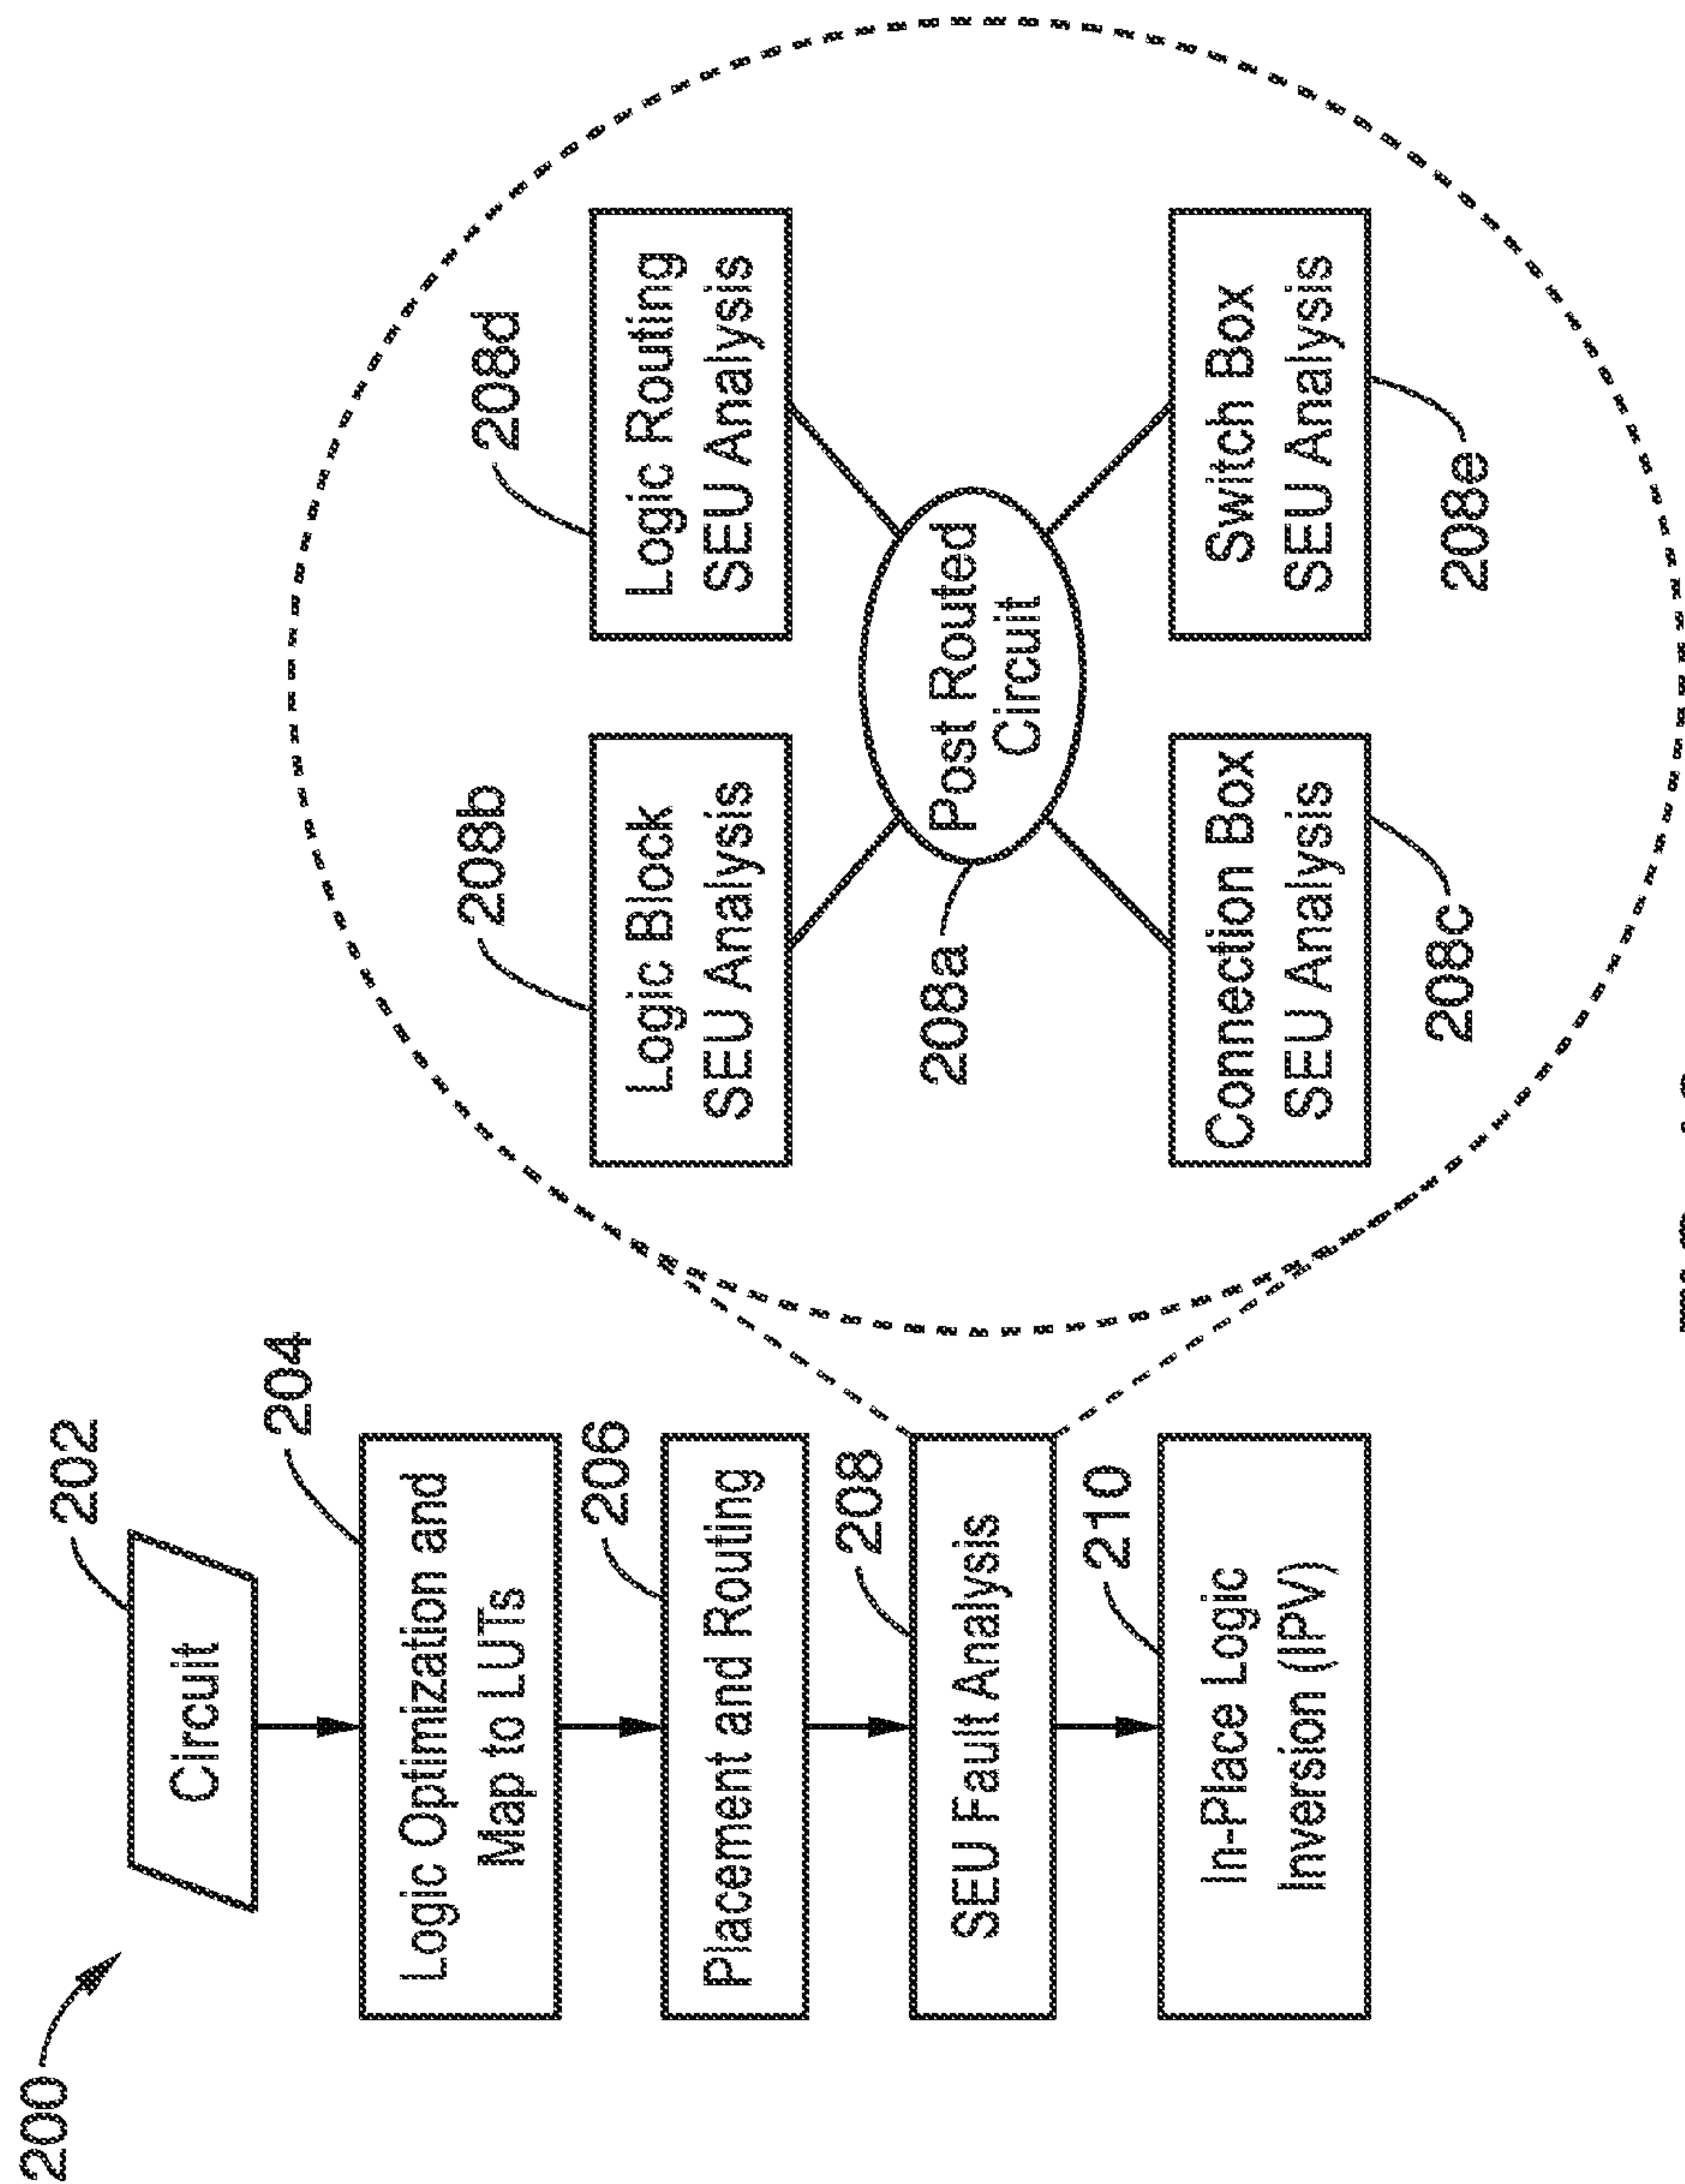 200
202
Circuit
204
Logic Optimization and
Map to LUTs
206
Placement and Routing
208
SEU Fault Analysis
210
In-Place Logic
Inversion (IPV)
208b
Logic Block
SEU Analysis
208d
Logic Routing
SEU Analysis
Post Routed
Circuit
208a
Connection Box
SEU Analysis
208c
Switch Box
SEU Analysis
208e